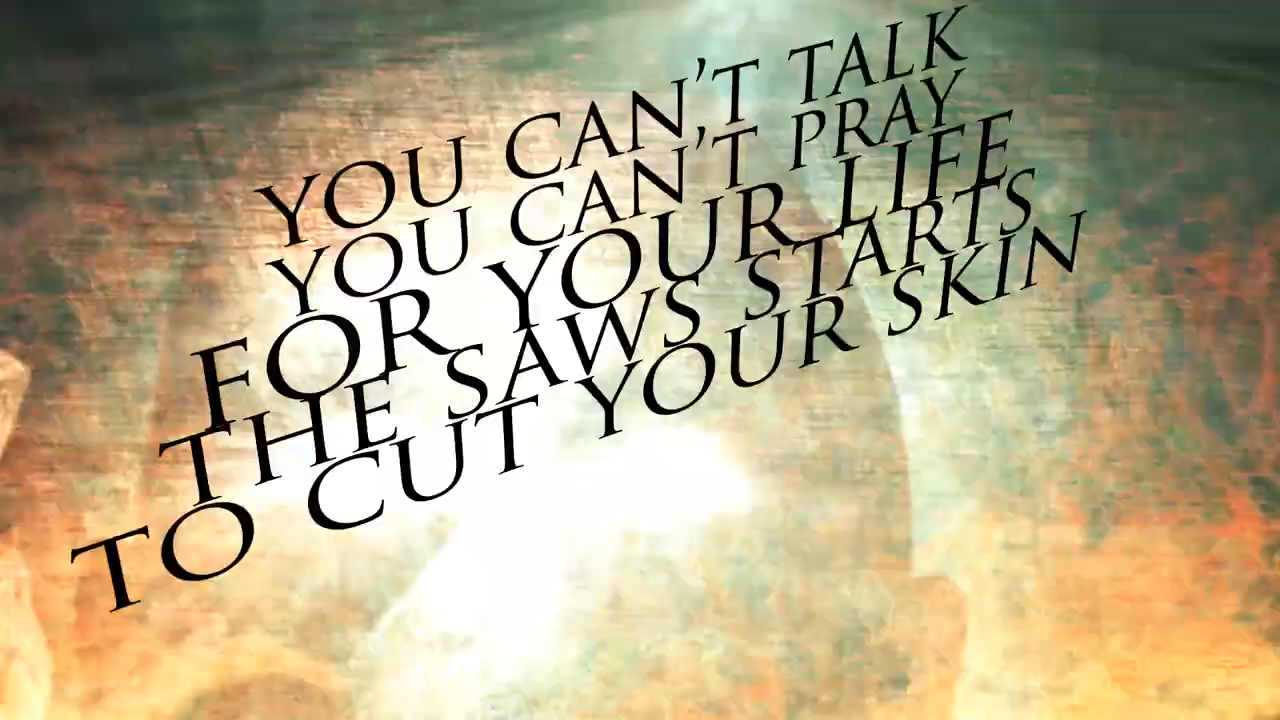 YOU CAN'T TALK
YOU CAN'T PRAY
FOR YOUR LIFE
THE SAWS STARTS
TO CUT YOUR SKIN